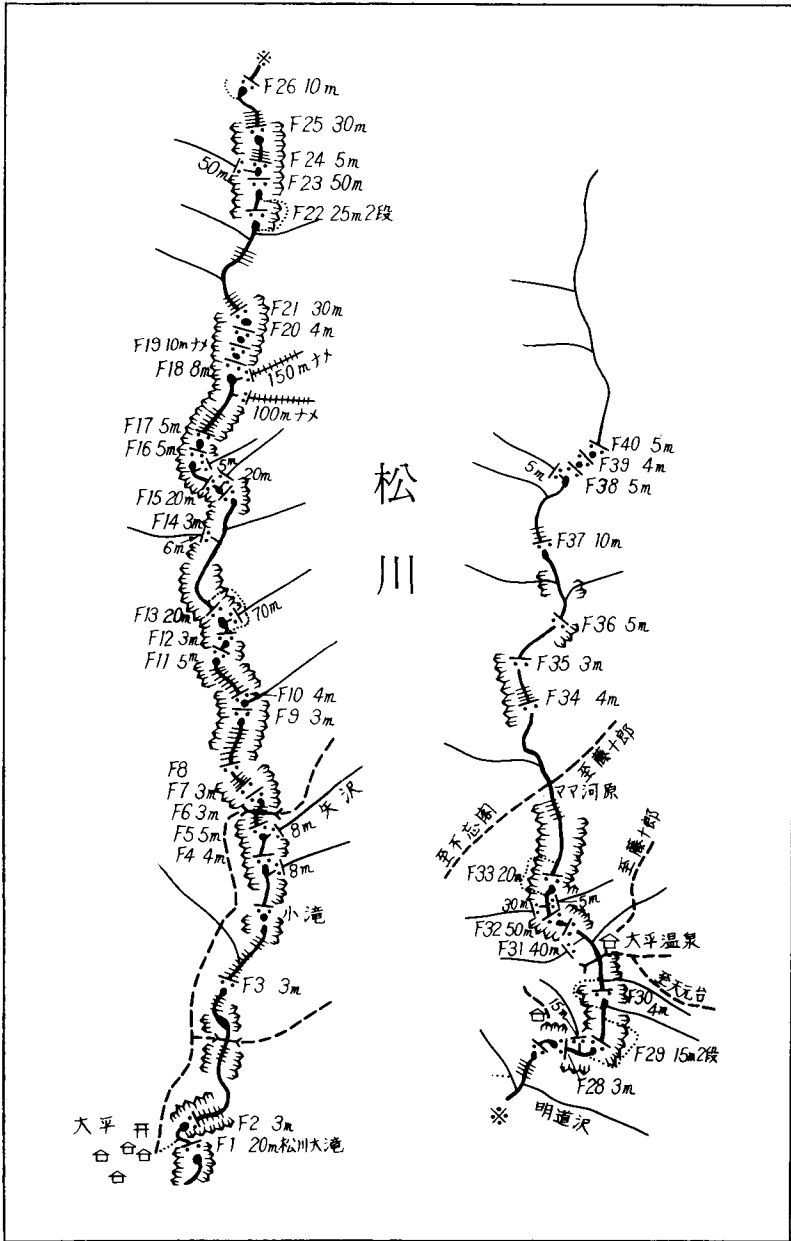 松川
※
F26 10m
F25 30m
F24 5m
50m
F23 50m
F22 25m2段
F21 30m
F20 4m
F19 10mナメ
F18 8m
150mナメ
100mナメ
F17 5m
F16 5m
5m
20m
F15 20m
F14 3m
6m
F13 20m
70m
F12 3m
F11 5m
F10 4m
F9 3m
F8
F7 3m
F6 3m
F5 5m
F4 4m
矢沢
8m
8m
小滝
F3 3m
大平
F2 3m
F1 20m松川大滝
F40 5m
F39 4m
F38 5m
5m
F37 10m
F36 5m
F35 3m
F34 4m
至藤十郎
ママ河原
至不忘閣
至藤十郎
F33 20m
30m
5m
F32 50m
F31 40m
大平温泉
至天元台
F30
4m
15m
F29 15m2段
F28 3m
明道沢
※